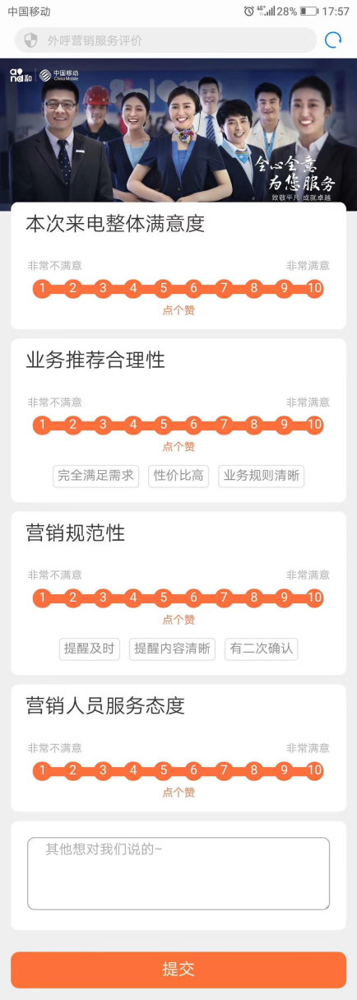 中国移动
4G+ 28% 17:57
外呼营销服务评价
and和 中国移动
China Mobile
全心全意
为您服务
致敬平凡 成就卓越
本次来电整体满意度
非常不满意 非常满意
1 2 3 4 5 6 7 8 9 10
点个赞
业务推荐合理性
非常不满意 非常满意
1 2 3 4 5 6 7 8 9 10
点个赞
完全满足需求 性价比高 业务规则清晰
营销规范性
非常不满意 非常满意
1 2 3 4 5 6 7 8 9 10
点个赞
提醒及时 提醒内容清晰 有二次确认
营销人员服务态度
非常不满意 非常满意
1 2 3 4 5 6 7 8 9 10
点个赞
其他想对我们说的~
提交